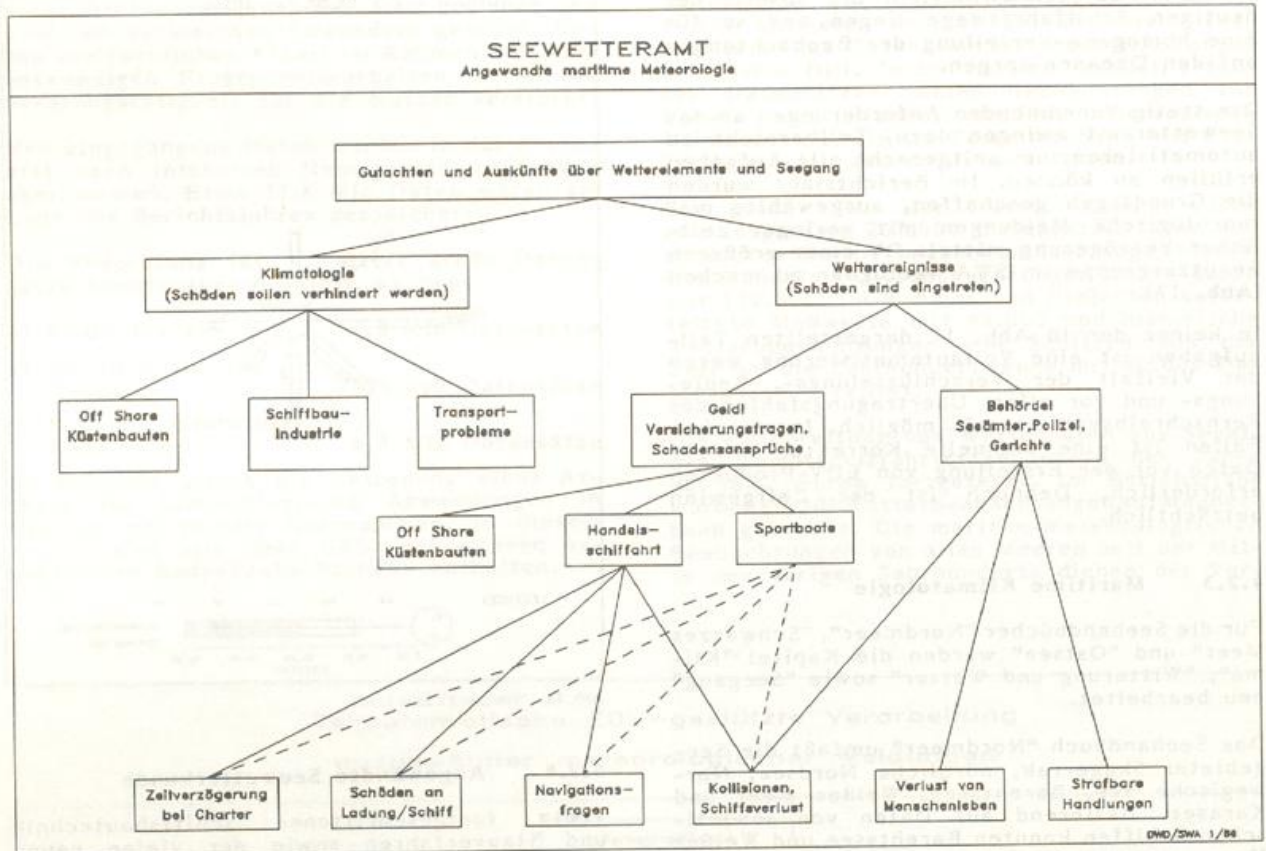 SEEWETTERAMT
Angewandte maritime Meteorologie
Gutachten und Auskünfte über Wetterelemente und Seegang
Klimatologie
(Schäden sollen verhindert werden)
Wetterereignisse
(Schäden sind eingetreten)
Off Shore
Küstenbauten
Schiffbau-
industrie
Transport-
probleme
Geld!
Versicherungsfragen,
Schadensansprüche
Behörde!
Seeämter,Polizei,
Gerichte
Off Shore
Küstenbauten
Handels-
schiffahrt
Sportboote
Zeitverzögerung
bei Charter
Schäden an
Ladung/Schiff
Navigations-
fragen
Kollisionen,
Schiffsverlust
Verlust von
Menschenleben
Handlungen
DWD/SWA